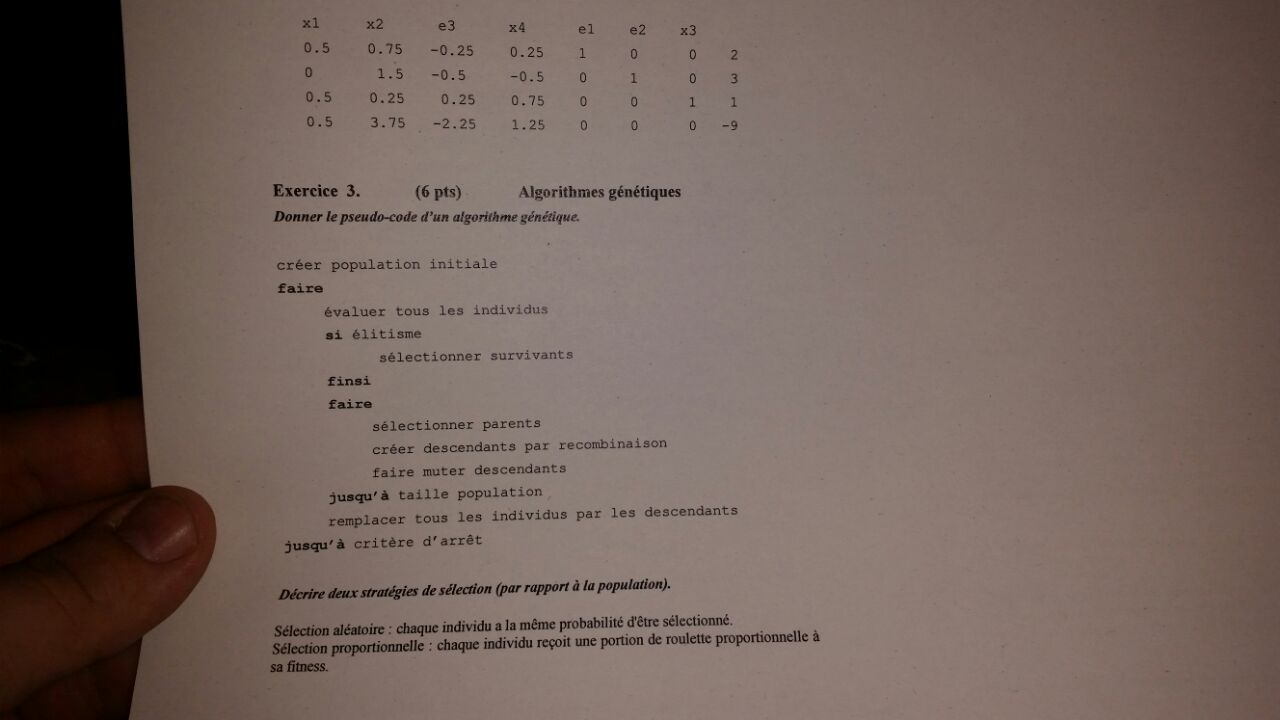 x1 x2 e3 x4 e1 e2 x3
0.5 0.75 -0.25 0.25 1 0 0 2
0 1.5 -0.5 -0.5 0 1 0 3
0.5 0.25 0.25 0.75 0 0 1 1
0.5 3.75 -2.25 1.25 0 0 0 -9
Exercice 3. (6 pts) Algorithmes génétiques
Donner le pseudo-code d'un algorithme génétique.
créer population initiale
faire
évaluer tous les individus
si élitisme
sélectionner survivants
finsi
faire
sélectionner parents
créer descendants par recombinaison
faire muter descendants
jusqu'à taille population
remplacer tous les individus par les descendants
jusqu'à critère d'arrêt
Décrire deux stratégies de sélection (par rapport à la population).
Sélection aléatoire : chaque individu a la même probabilité d'être sélectionné.
Sélection proportionnelle : chaque individu reçoit une portion de roulette proportionnelle à
sa fitness.